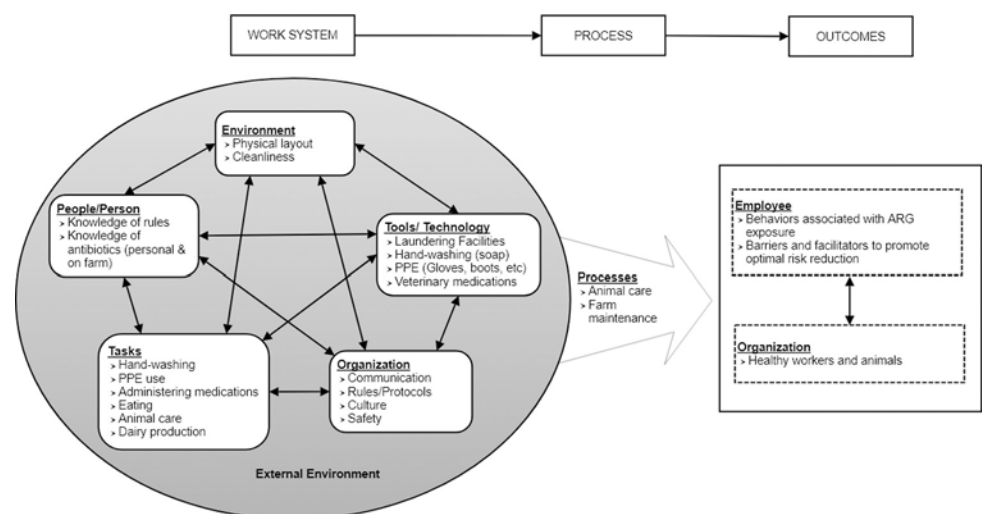 WORK SYSTEM
PROCESS
OUTCOMES
Environment
➢ Physical layout
➢ Cleanliness
People/Person
➢ Knowledge of rules
➢ Knowledge of
antibiotics (personal &
on farm)
Tools/ Technology
➢ Laundering Facilities
➢ Hand-washing (soap)
➢ PPE (Gloves, boots, etc)
➢ Veterinary medications
Tasks
➢ Hand-washing
➢ PPE use
➢ Administering medications
➢ Eating
➢ Animal care
➢ Dairy production
Organization
➢ Communication
➢ Rules/Protocols
➢ Culture
➢ Safety
External Environment
Processes
➢ Animal care
➢ Farm
maintenance
Employee
➢ Behaviors associated with ARG
exposure
➢ Barriers and facilitators to promote
optimal risk reduction
Organization
➢ Healthy workers and animals